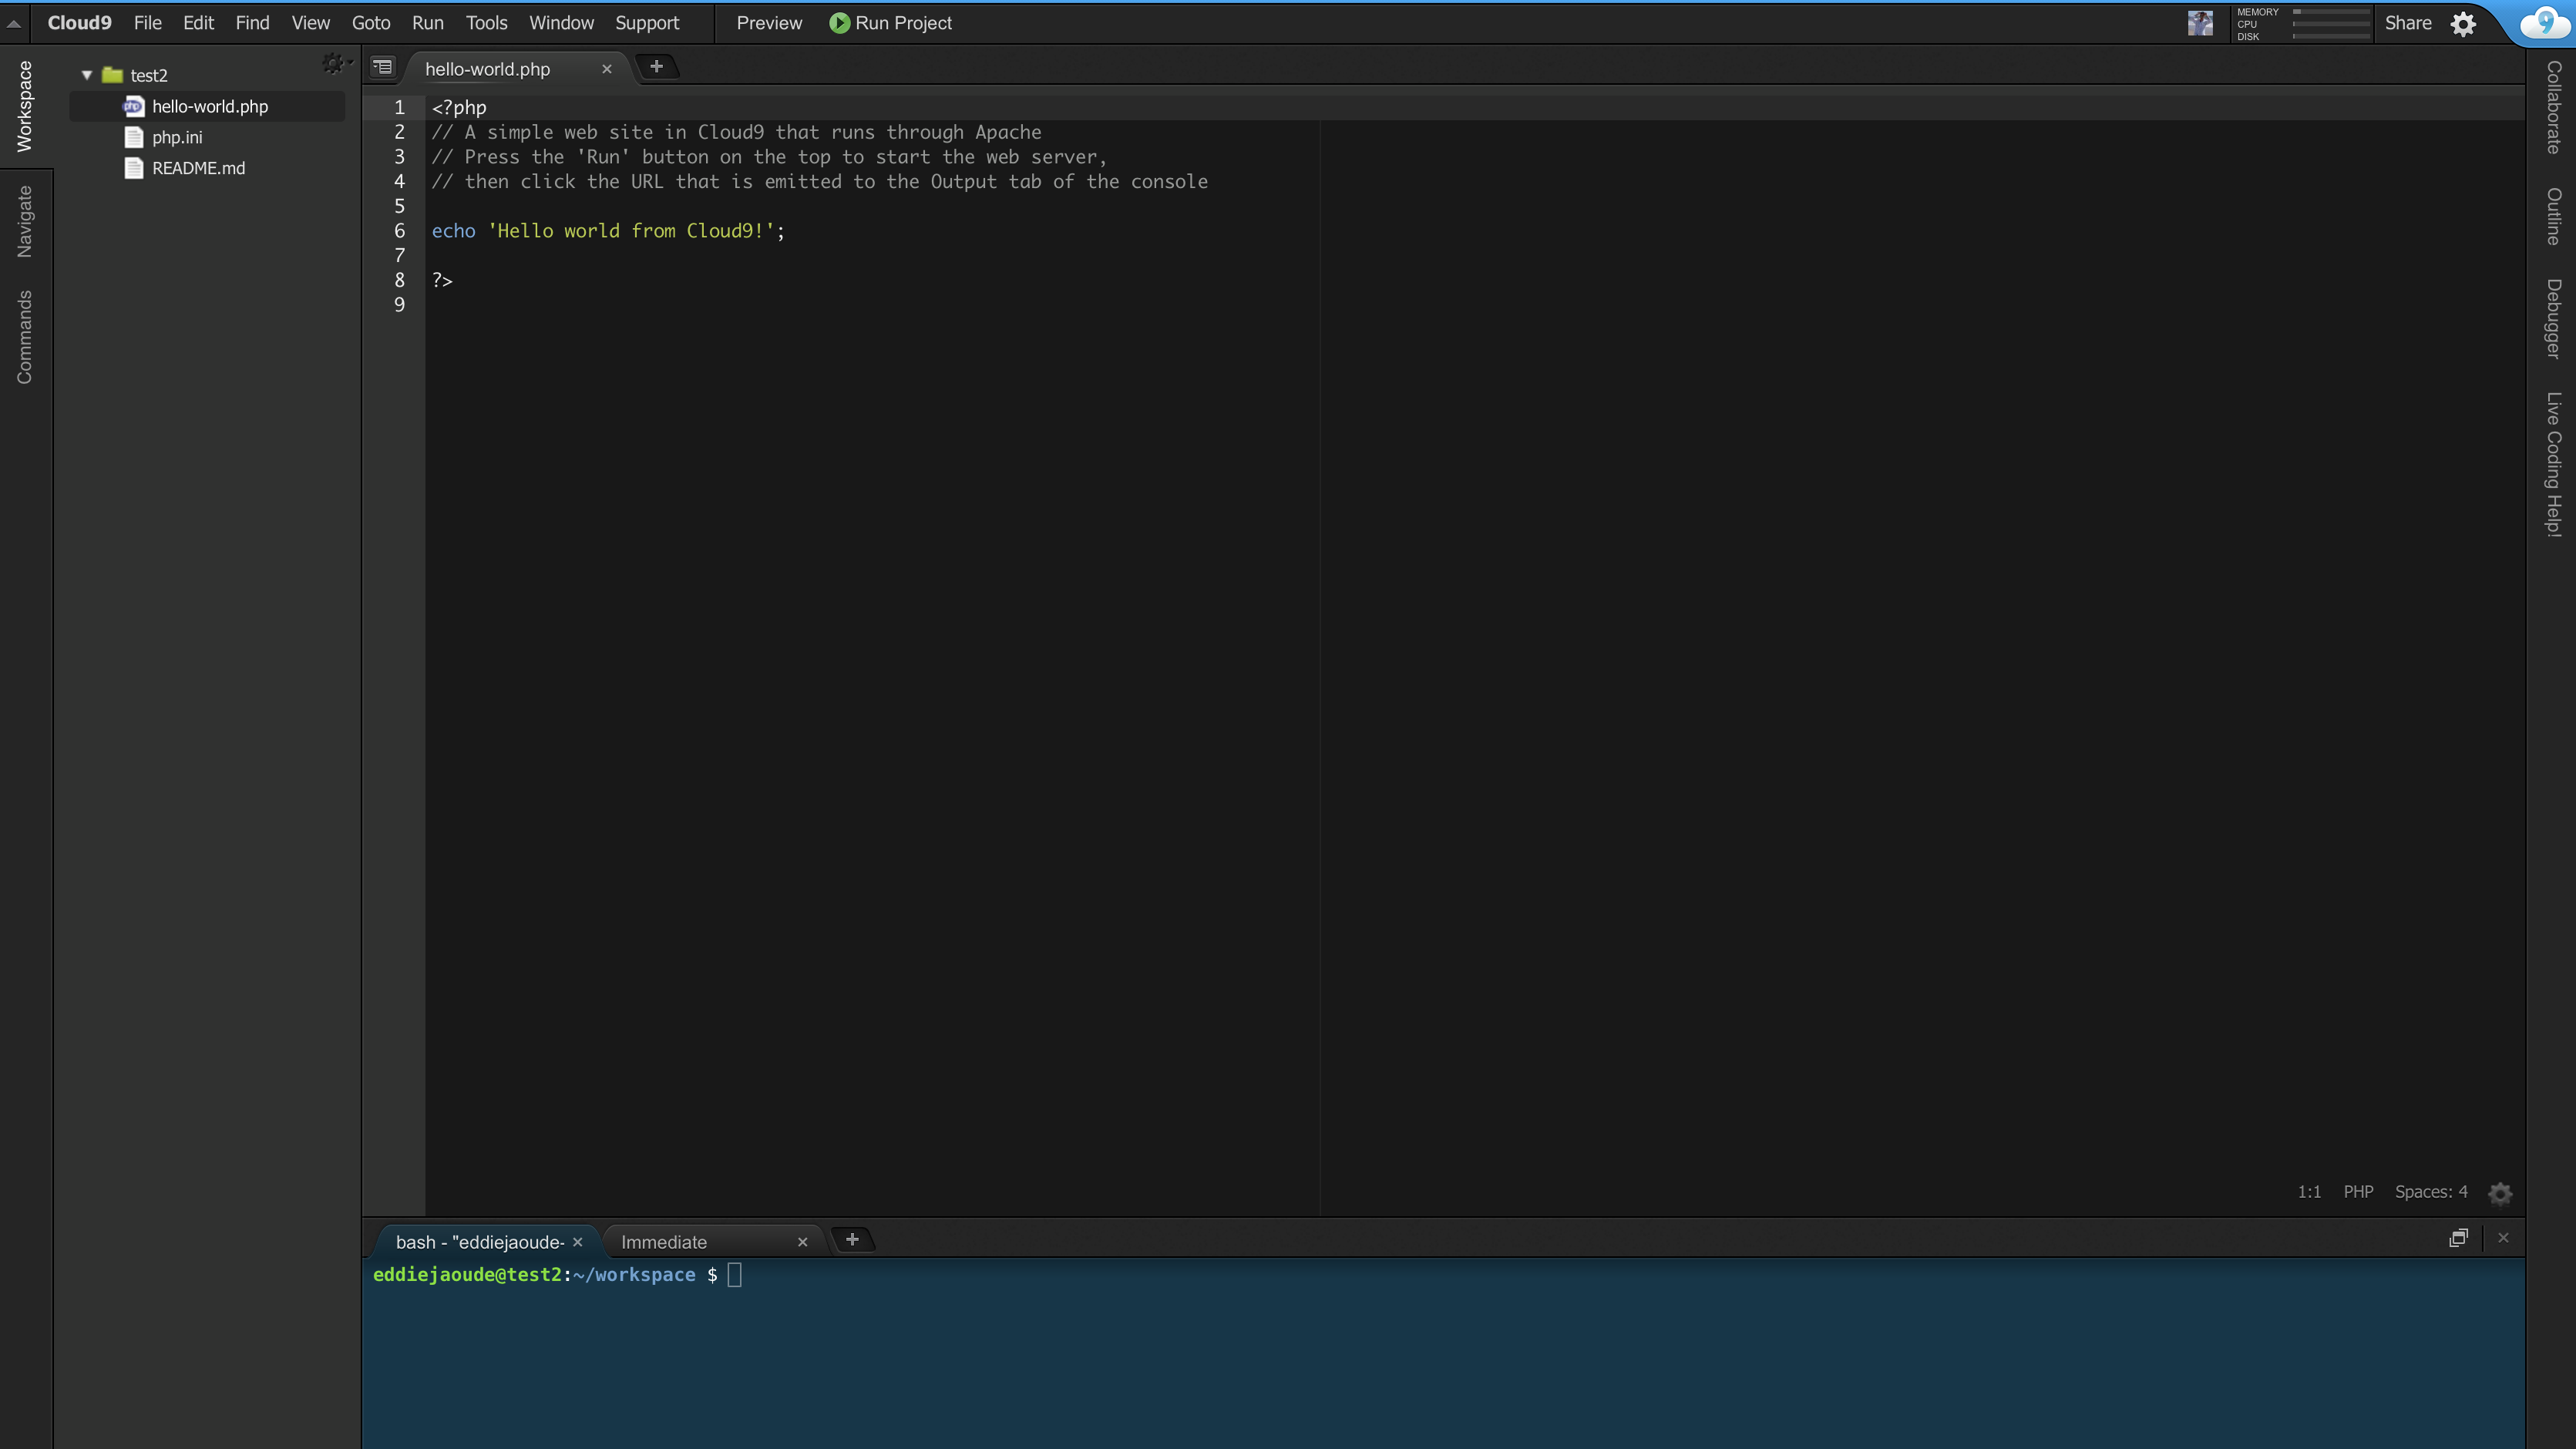 Cloud9 File Edit Find View Goto Run Tools Window Support Preview Run Project MEMORY CPU DISK Share 9
Workspace
Navigate
Commands
test2
php hello-world.php
php.ini
README.md
hello-world.php × +
1 <?php
2 // A simple web site in Cloud9 that runs through Apache
3 // Press the 'Run' button on the top to start the web server,
4 // then click the URL that is emitted to the Output tab of the console
5
6 echo 'Hello world from Cloud9!';
7
8 ?>
9
1:1 PHP Spaces: 4
bash - "eddiejaoude- × Immediate × +
eddiejaoude@test2:~/workspace $
Collaborate
Outline
Debugger
Live Coding Help!